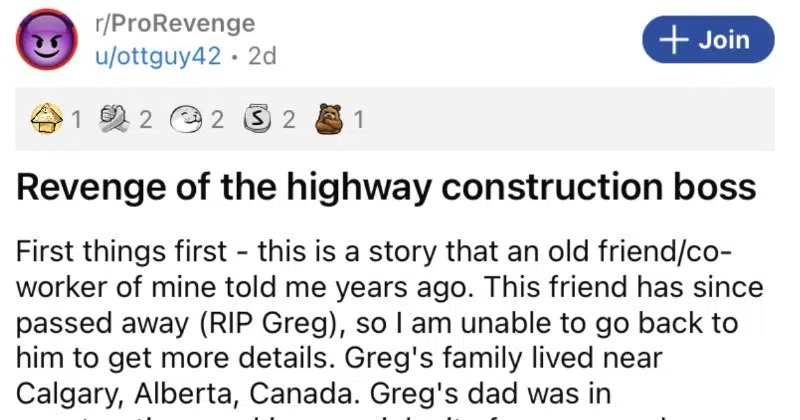 r/ProRevenge
u/ottguy42 • 2d
+ Join
1 2 2 S 2 1
Revenge of the highway construction boss
First things first - this is a story that an old friend/co-
worker of mine told me years ago. This friend has since
passed away (RIP Greg), so I am unable to go back to
him to get more details. Greg's family lived near
Calgary, Alberta, Canada. Greg's dad was in